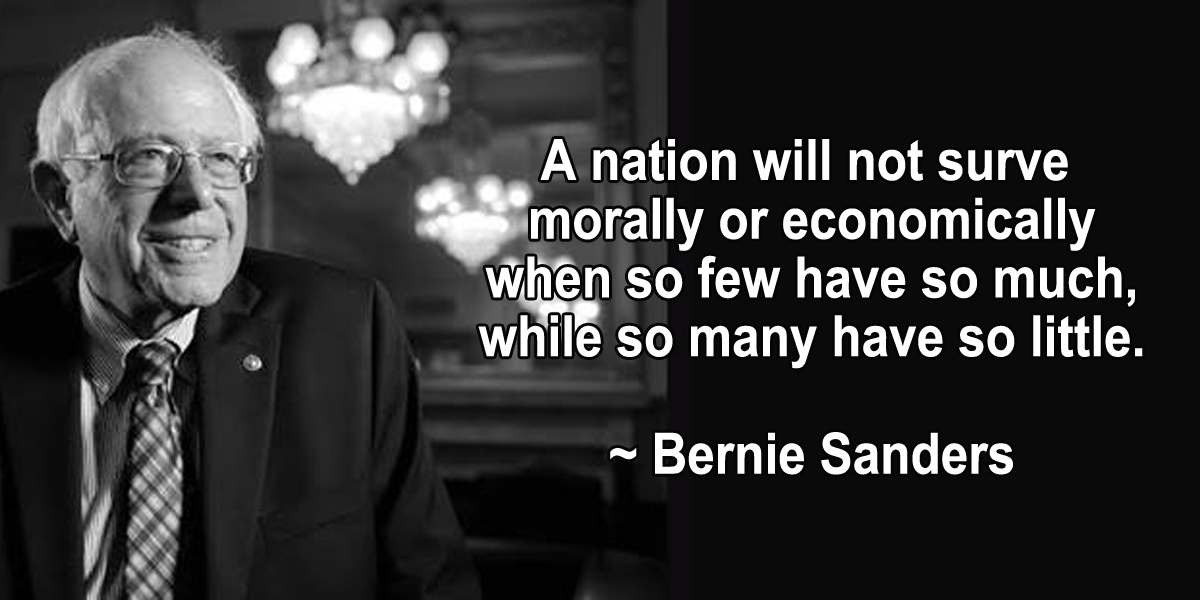 A nation will not surve
morally or economically
when so few have so much,
while so many have so little.
~ Bernie Sanders